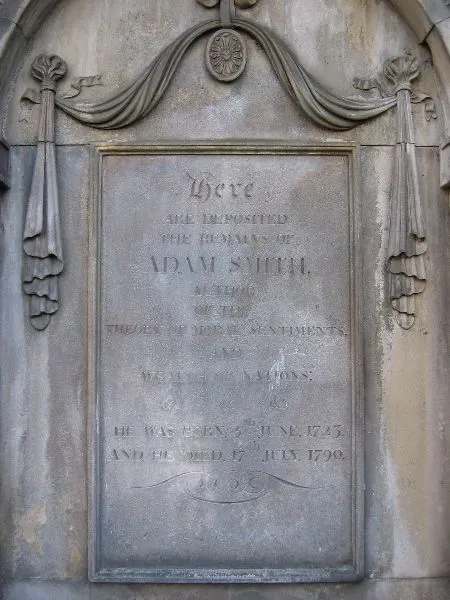 Here
ARE DEPOSITED
THE REMAINS OF
ADAM SMITH,
AUTHOR
OF THE
THEORY OF MORAL SENTIMENTS,
AND
WEALTH OF NATIONS:
HE WAS BORN, 5TH JUNE, 1723.
AND HE DIED, 17TH JULY, 1790.